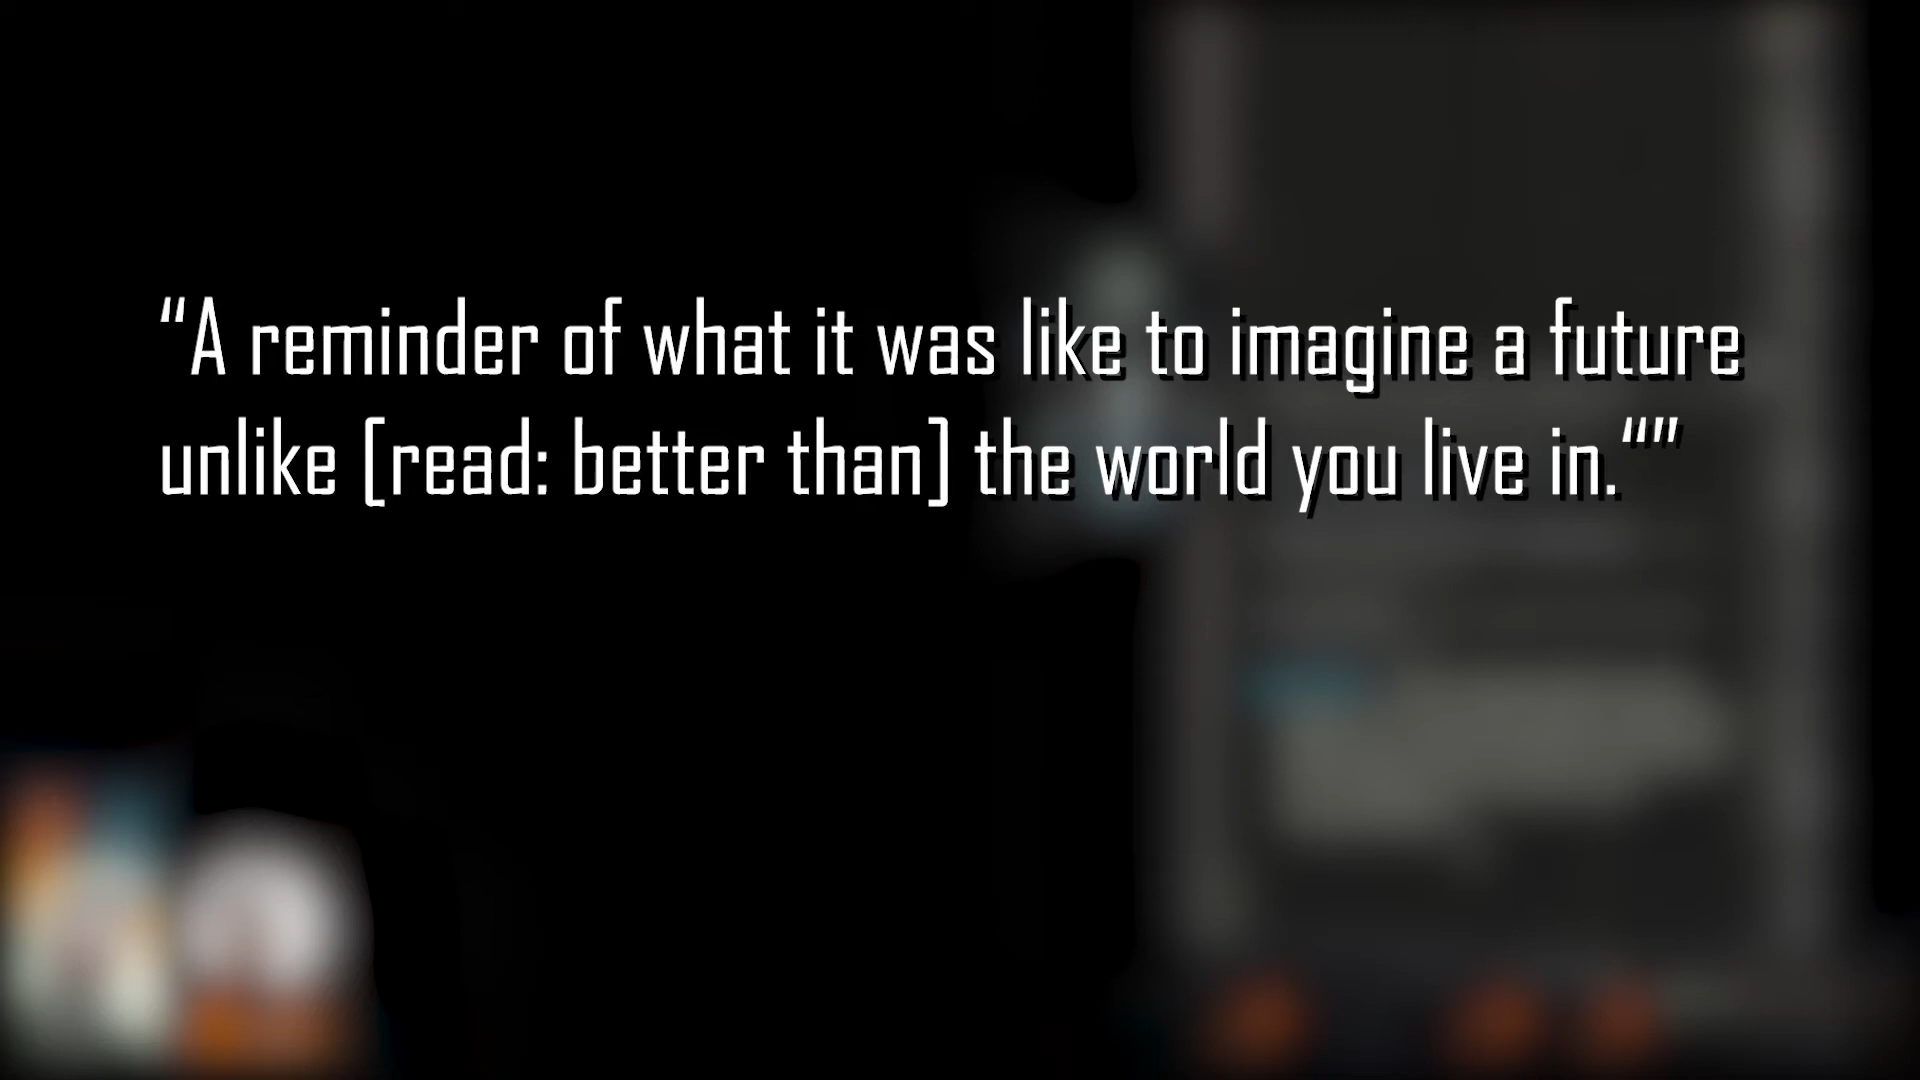 “A reminder of what it was like to imagine a future
unlike [read: better than] the world you live in.“”